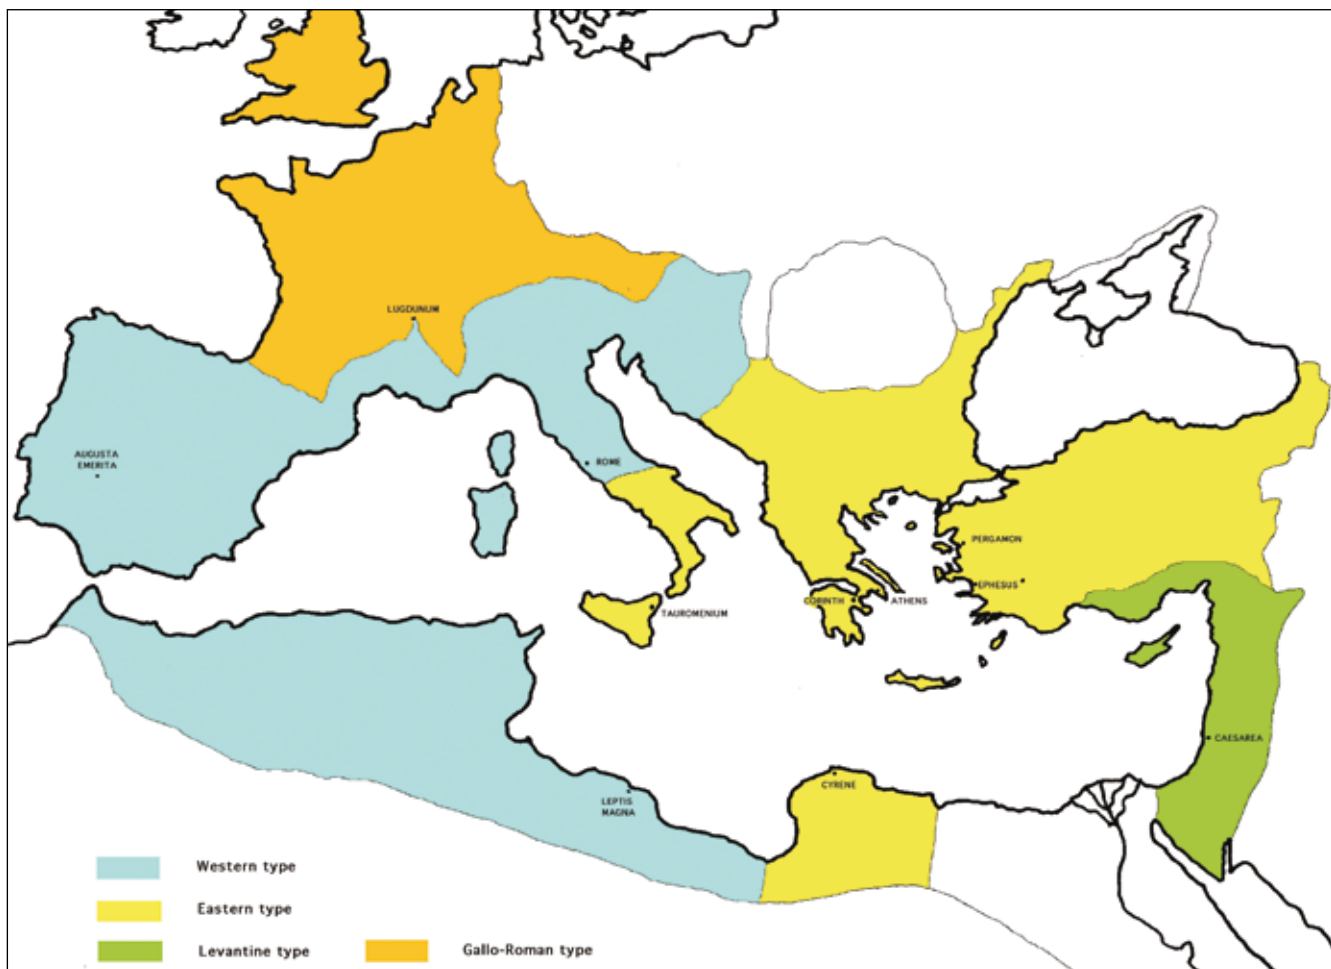 LUGDUNUM
AUGUSTA
EMERITA
ROME
PERGAMON
EPHESUS
CORINTH
ATHENS
TAUROMENIUM
CAESAREA
CYRENE
LEPTIS
MAGNA
Western type
Eastern type
Levantine type
Gallo-Roman type